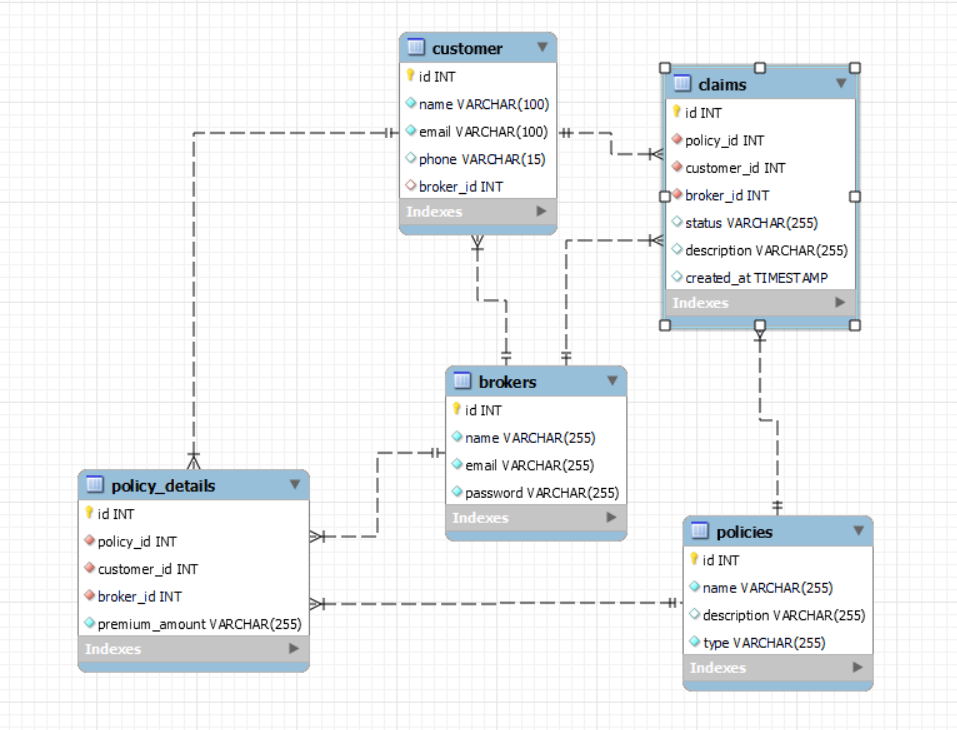 customer
id INT
name VARCHAR(100)
email VARCHAR(100)
phone VARCHAR(15)
broker_id INT
Indexes
claims
id INT
policy_id INT
customer_id INT
broker_id INT
status VARCHAR(255)
description VARCHAR(255)
created_at TIMESTAMP
Indexes
brokers
id INT
name VARCHAR(255)
email VARCHAR(255)
password VARCHAR(255)
Indexes
policy_details
id INT
policy_id INT
customer_id INT
broker_id INT
premium_amount VARCHAR(255)
Indexes
policies
id INT
name VARCHAR(255)
description VARCHAR(255)
type VARCHAR(255)
Indexes